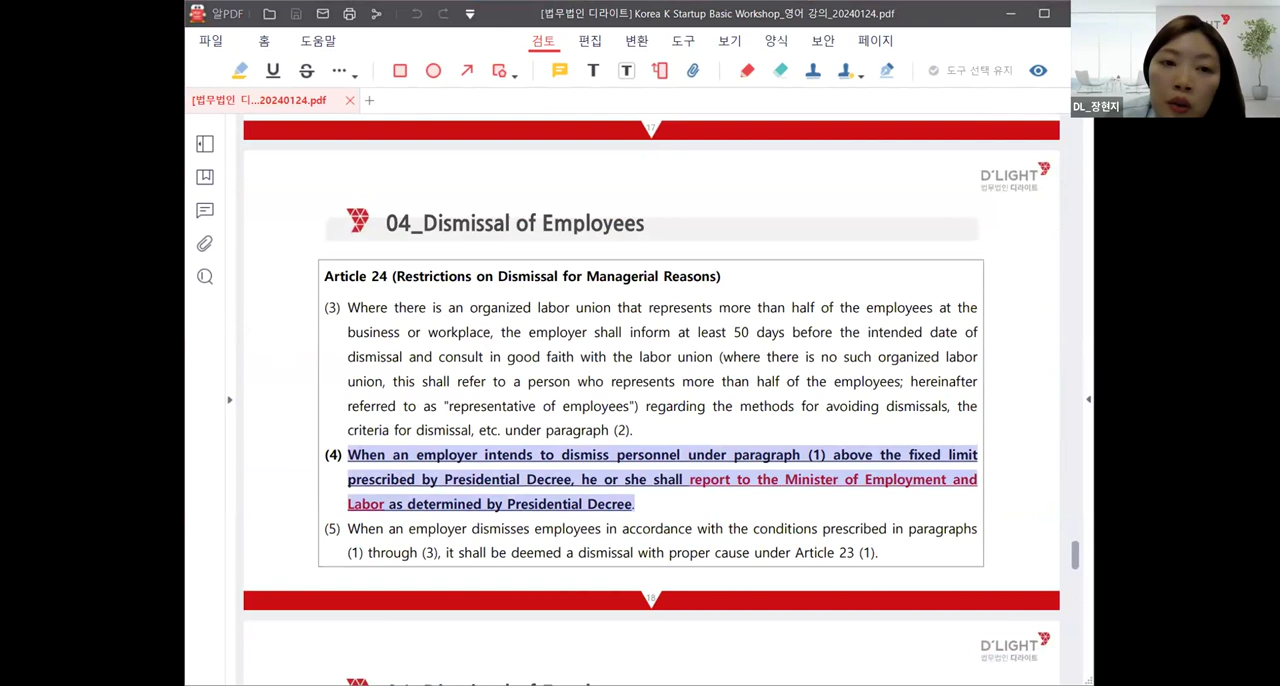 알PDF
[법무법인 디라이트] Korea K Startup Basic Workshop_영어 강의_20240124.pdf
파일 홈 도움말 검토 편집 변환 도구 보기 양식 보안 페이지
도구 선택 유지
[법무법인 디...20240124.pdf
DL_장현지
17
D'LIGHT
법무법인 디라이트
04_Dismissal of Employees
Article 24 (Restrictions on Dismissal for Managerial Reasons)
(3) Where there is an organized labor union that represents more than half of the employees at the
business or workplace, the employer shall inform at least 50 days before the intended date of
dismissal and consult in good faith with the labor union (where there is no such organized labor
union, this shall refer to a person who represents more than half of the employees; hereinafter
referred to as "representative of employees") regarding the methods for avoiding dismissals, the
criteria for dismissal, etc. under paragraph (2).
(4) When an employer intends to dismiss personnel under paragraph (1) above the fixed limit
prescribed by Presidential Decree, he or she shall report to the Minister of Employment and
Labor as determined by Presidential Decree.
(5) When an employer dismisses employees in accordance with the conditions prescribed in paragraphs
(1) through (3), it shall be deemed a dismissal with proper cause under Article 23 (1).
18
D'LIGHT
법무법인 디라이트